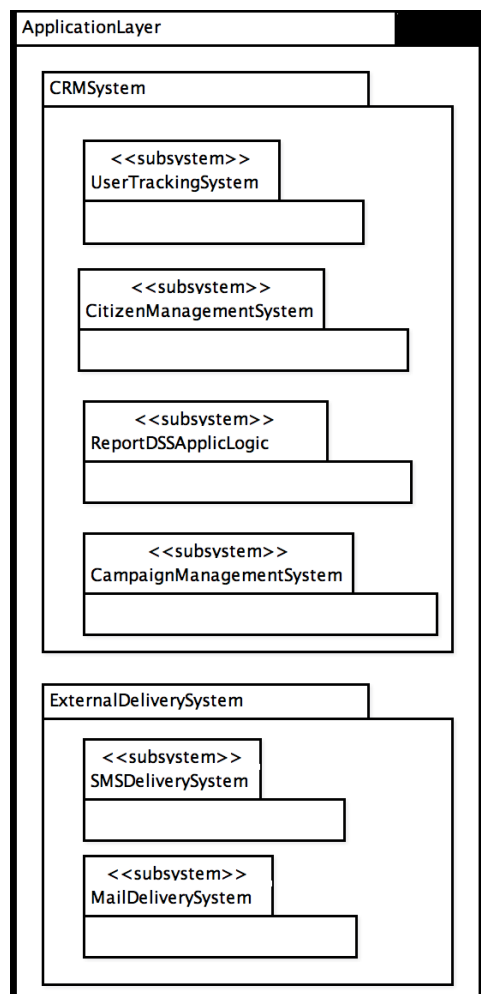 ApplicationLayer
CRMSystem
<<subsystem>>
UserTrackingSystem
<<subsystem>>
CitizenManagementSystem
<<subsystem>>
ReportDSSApplicLogic
<<subsystem>>
CampaignManagementSystem
ExternalDeliverySystem
<<subsystem>>
SMSDeliverySystem
<<subsystem>>
MailDeliverySystem